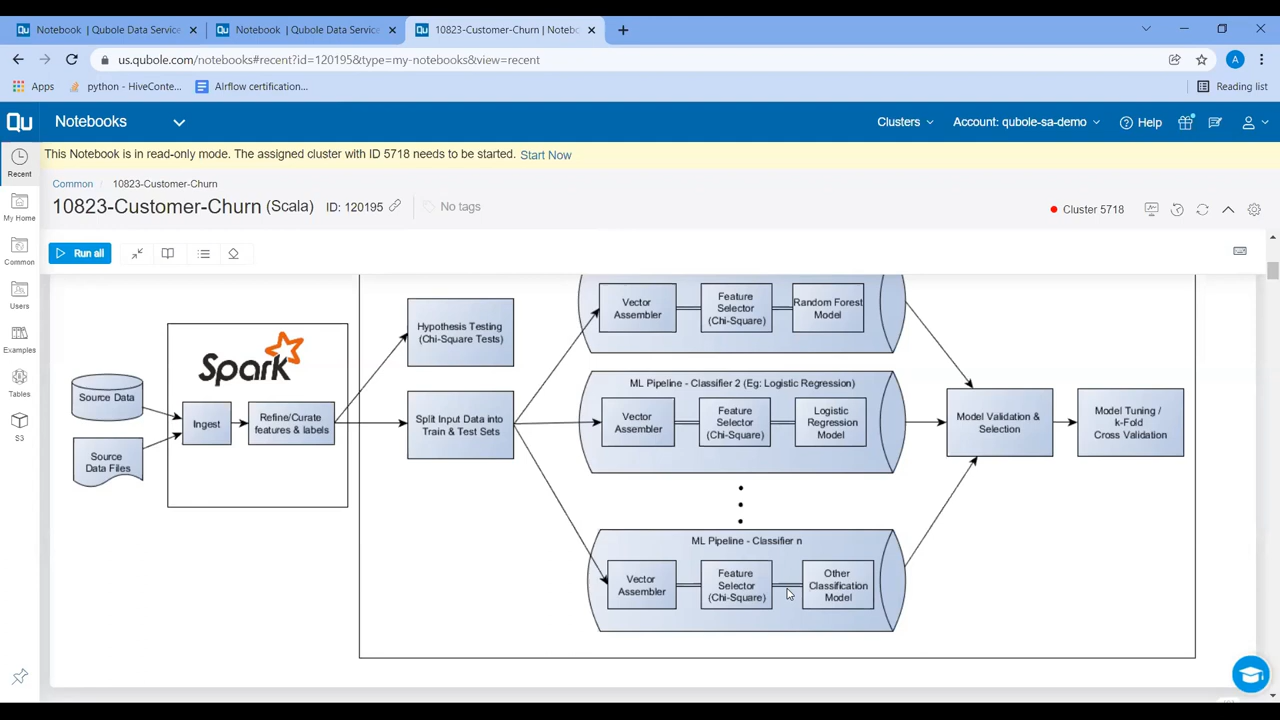 Notebook | Qubole Data Service
Notebook | Qubole Data Service
10823-Customer-Churn | Notebo
us.qubole.com/notebooks#recent?id=120195&type=my-notebooks&view=recent
A
Apps
python - HiveConte...
Airflow certification...
Reading list
Qu
Notebooks
Clusters
Account: qubole-sa-demo
Help
This Notebook is in read-only mode. The assigned cluster with ID 5718 needs to be started. Start Now
Recent
My Home
Common
Users
Examples
Tables
S3
Common / 10823-Customer-Churn
10823-Customer-Churn (Scala) ID: 120195
No tags
Cluster 5718
Run all
Source Data
Source
Data Files
Spark
Ingest
Refine/Curate
features & labels
Hypothesis Testing
(Chi-Square Tests)
Split Input Data into
Train & Test Sets
Vector
Assembler
Feature
Selector
(Chi-Square)
Random Forest
Model
ML Pipeline - Classifier 2 (Eg: Logistic Regression)
Vector
Assembler
Feature
Selector
(Chi-Square)
Logistic
Regression
Model
ML Pipeline - Classifier n
Vector
Assembler
Feature
Selector
(Chi-Square)
Other
Classification
Model
Model Validation &
Selection
Model Tuning /
k-Fold
Cross Validation